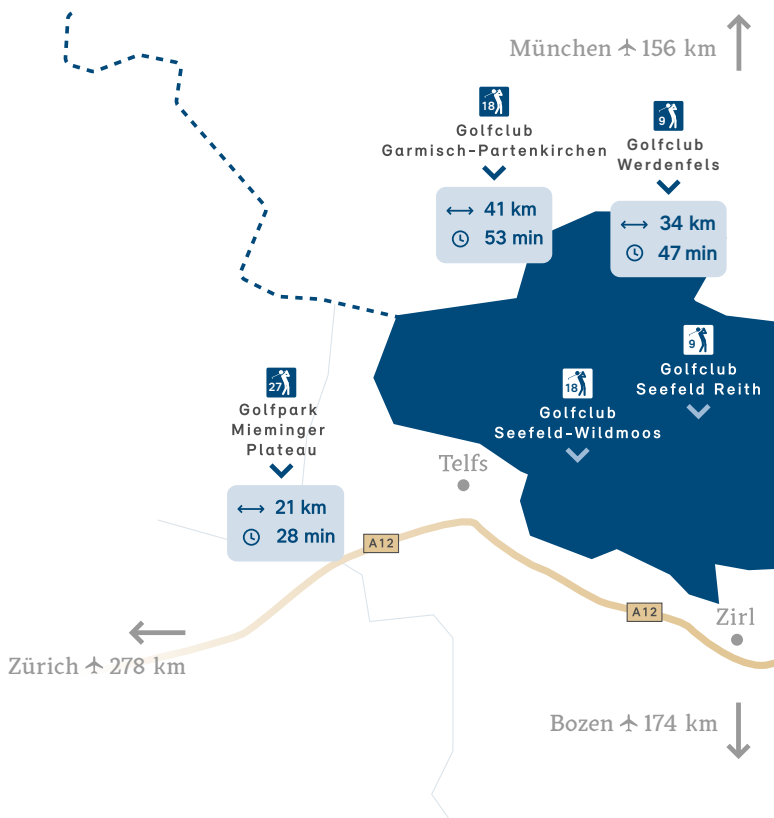 München 156 km
18
Golfclub
Garmisch-Partenkirchen
41 km
53 min
9
Golfclub
Werdenfels
34 km
47 min
9
Golfclub
Seefeld Reith
18
Golfclub
Seefeld-Wildmoos
27
Golfpark
Mieminger
Plateau
21 km
28 min
Telfs
A12
A12
Zirl
Zürich 278 km
Bozen 174 km